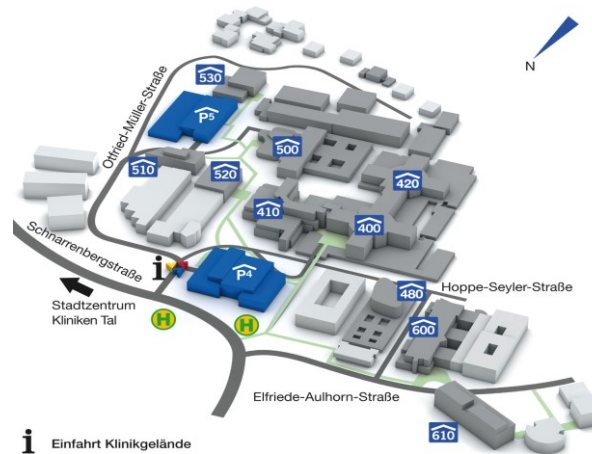 N
530
P5
Otfried-Müller-Straße
500
510
520
420
410
400
Schnarrenbergstraße
i
P4
480
Hoppe-Seyler-Straße
Stadtzentrum
Kliniken Tal
H
H
600
Elfriede-Aulhorn-Straße
610
i Einfahrt Klinikgelände